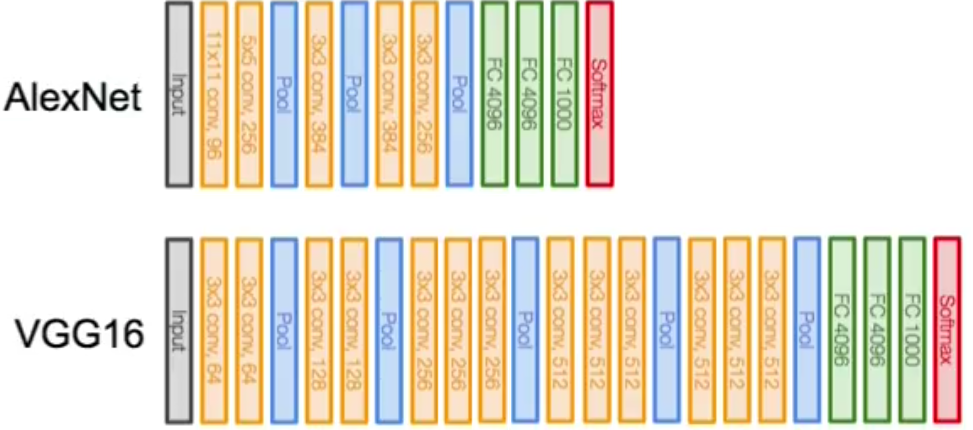 AlexNet
Input
11x11 conv, 96
5x5 conv, 256
Pool
3x3 conv, 384
Pool
3x3 conv, 384
3x3 conv, 256
Pool
FC 4096
FC 4096
FC 1000
Softmax
VGG16
Input
3x3 conv, 64
3x3 conv, 64
Pool
3x3 conv, 128
3x3 conv, 128
Pool
3x3 conv, 256
3x3 conv, 256
3x3 conv, 256
Pool
3x3 conv, 512
3x3 conv, 512
3x3 conv, 512
Pool
3x3 conv, 512
3x3 conv, 512
3x3 conv, 512
Pool
FC 4096
FC 4096
FC 1000
Softmax